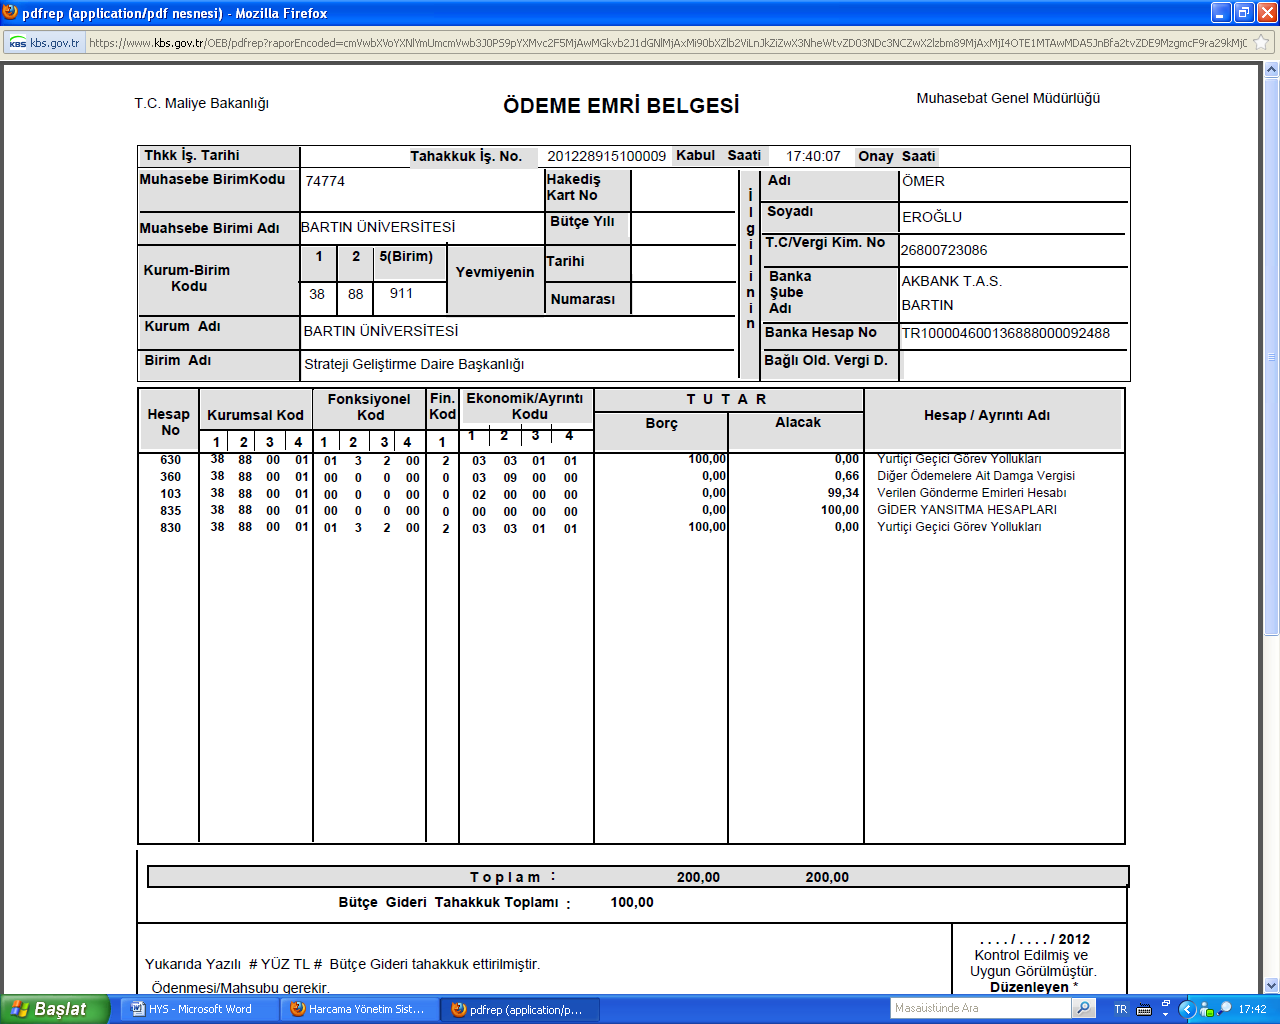 pdfrep (application/pdf nesnesi) - Mozilla Firefox
KBS kbs.gov.tr
T.C. Maliye Bakanlığı
ÖDEME EMRİ BELGESİ
Muhasebat Genel Müdürlüğü
Thkk İş. Tarihi Tahakkuk İş. No. 201228915100009 Kabul Saati 17:40:07 Onay Saati
Muhasebe BirimKodu 74774 Hakediş Kart No
Muahsebe Birimi Adı BARTIN ÜNİVERSİTESİ Bütçe Yılı
Kurum-Birim Kodu 1 2 5(Birim) Yevmiyenin Tarihi
38 88 911 Numarası
Kurum Adı BARTIN ÜNİVERSİTESİ
Birim Adı Strateji Geliştirme Daire Başkanlığı
İlgilinin
Adı ÖMER
Soyadı EROĞLU
T.C/Vergi Kim. No 26800723086
Banka Şube Adı AKBANK T.A.S.
BARTIN
Banka Hesap No TR100004600136888000092488
Bağlı Old. Vergi D.
Hesap No Kurumsal Kod Fonksiyonel Kod Fin. Kod Ekonomik/Ayrıntı Kodu T U T A R Hesap / Ayrıntı Adı
Borç Alacak
1 2 3 4 1 2 3 4 1 1 2 3 4
630 38 88 00 01 01 3 2 00 2 03 03 01 01 100,00 0,00 Yurtiçi Geçici Görev Yollukları
360 38 88 00 01 00 0 0 00 0 03 09 00 00 0,00 0,66 Diğer Ödemelere Ait Damga Vergisi
103 38 88 00 01 00 0 0 00 0 02 00 00 00 0,00 99,34 Verilen Gönderme Emirleri Hesabı
835 38 88 00 01 00 0 0 00 0 00 00 00 00 0,00 100,00 GİDER YANSITMA HESAPLARI
830 38 88 00 01 01 3 2 00 2 03 03 01 01 100,00 0,00 Yurtiçi Geçici Görev Yollukları
T o p l a m : 200,00 200,00
Bütçe Gideri Tahakkuk Toplamı : 100,00
. . . . / . . . . / 2012
Kontrol Edilmiş ve
Uygun Görülmüştür.
Düzenleyen *
Yukarıda Yazılı # YÜZ TL # Bütçe Gideri tahakkuk ettirilmiştir.
Ödenmesi/Mahsubu gerekir.
Başlat HYS - Microsoft Word Harcama Yönetim Sist... pdfrep (application/p... Masaüstünde Ara TR 17:42